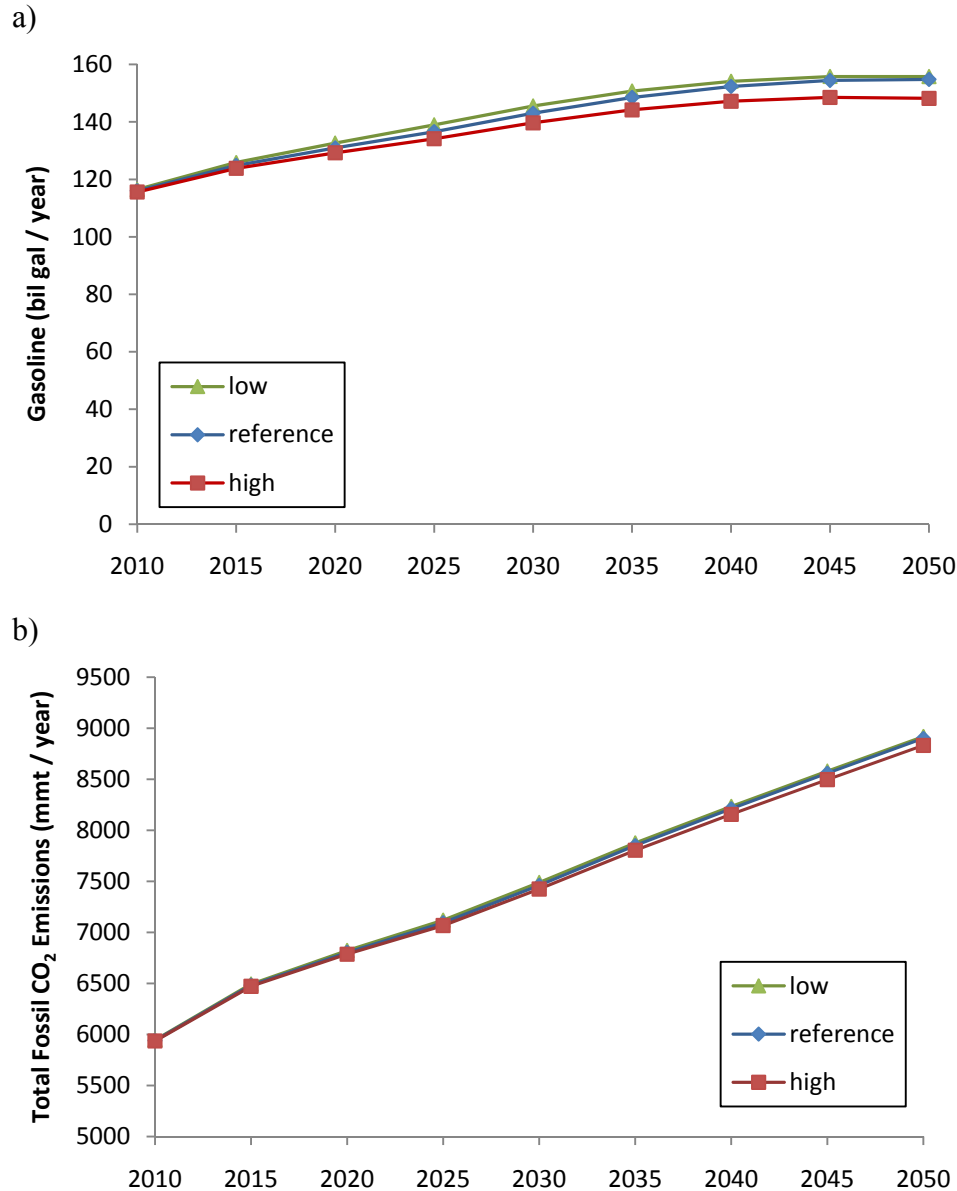 a)
Gasoline (bil gal / year)
160
140
120
100
80
60
40
20
0
low
reference
high
2010 2015 2020 2025 2030 2035 2040 2045 2050
b)
Total Fossil CO₂ Emissions (mmt / year)
9500
9000
8500
8000
7500
7000
6500
6000
5500
5000
low
reference
high
2010 2015 2020 2025 2030 2035 2040 2045 2050